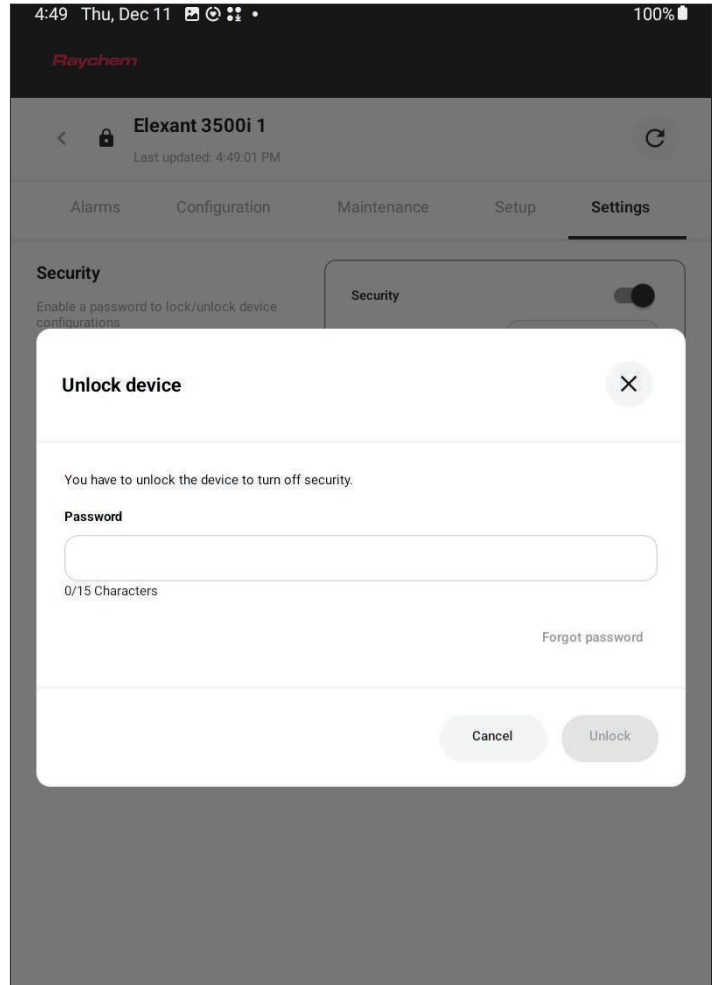 4:49 Thu, Dec 11
100%
Raychem
Elexant 3500i 1
Last updated: 4:49:01 PM
Alarms Configuration Maintenance Setup Settings
Security
Enable a password to lock/unlock device
configurations
Security
Unlock device
You have to unlock the device to turn off security.
Password
0/15 Characters
Forgot password
Cancel Unlock